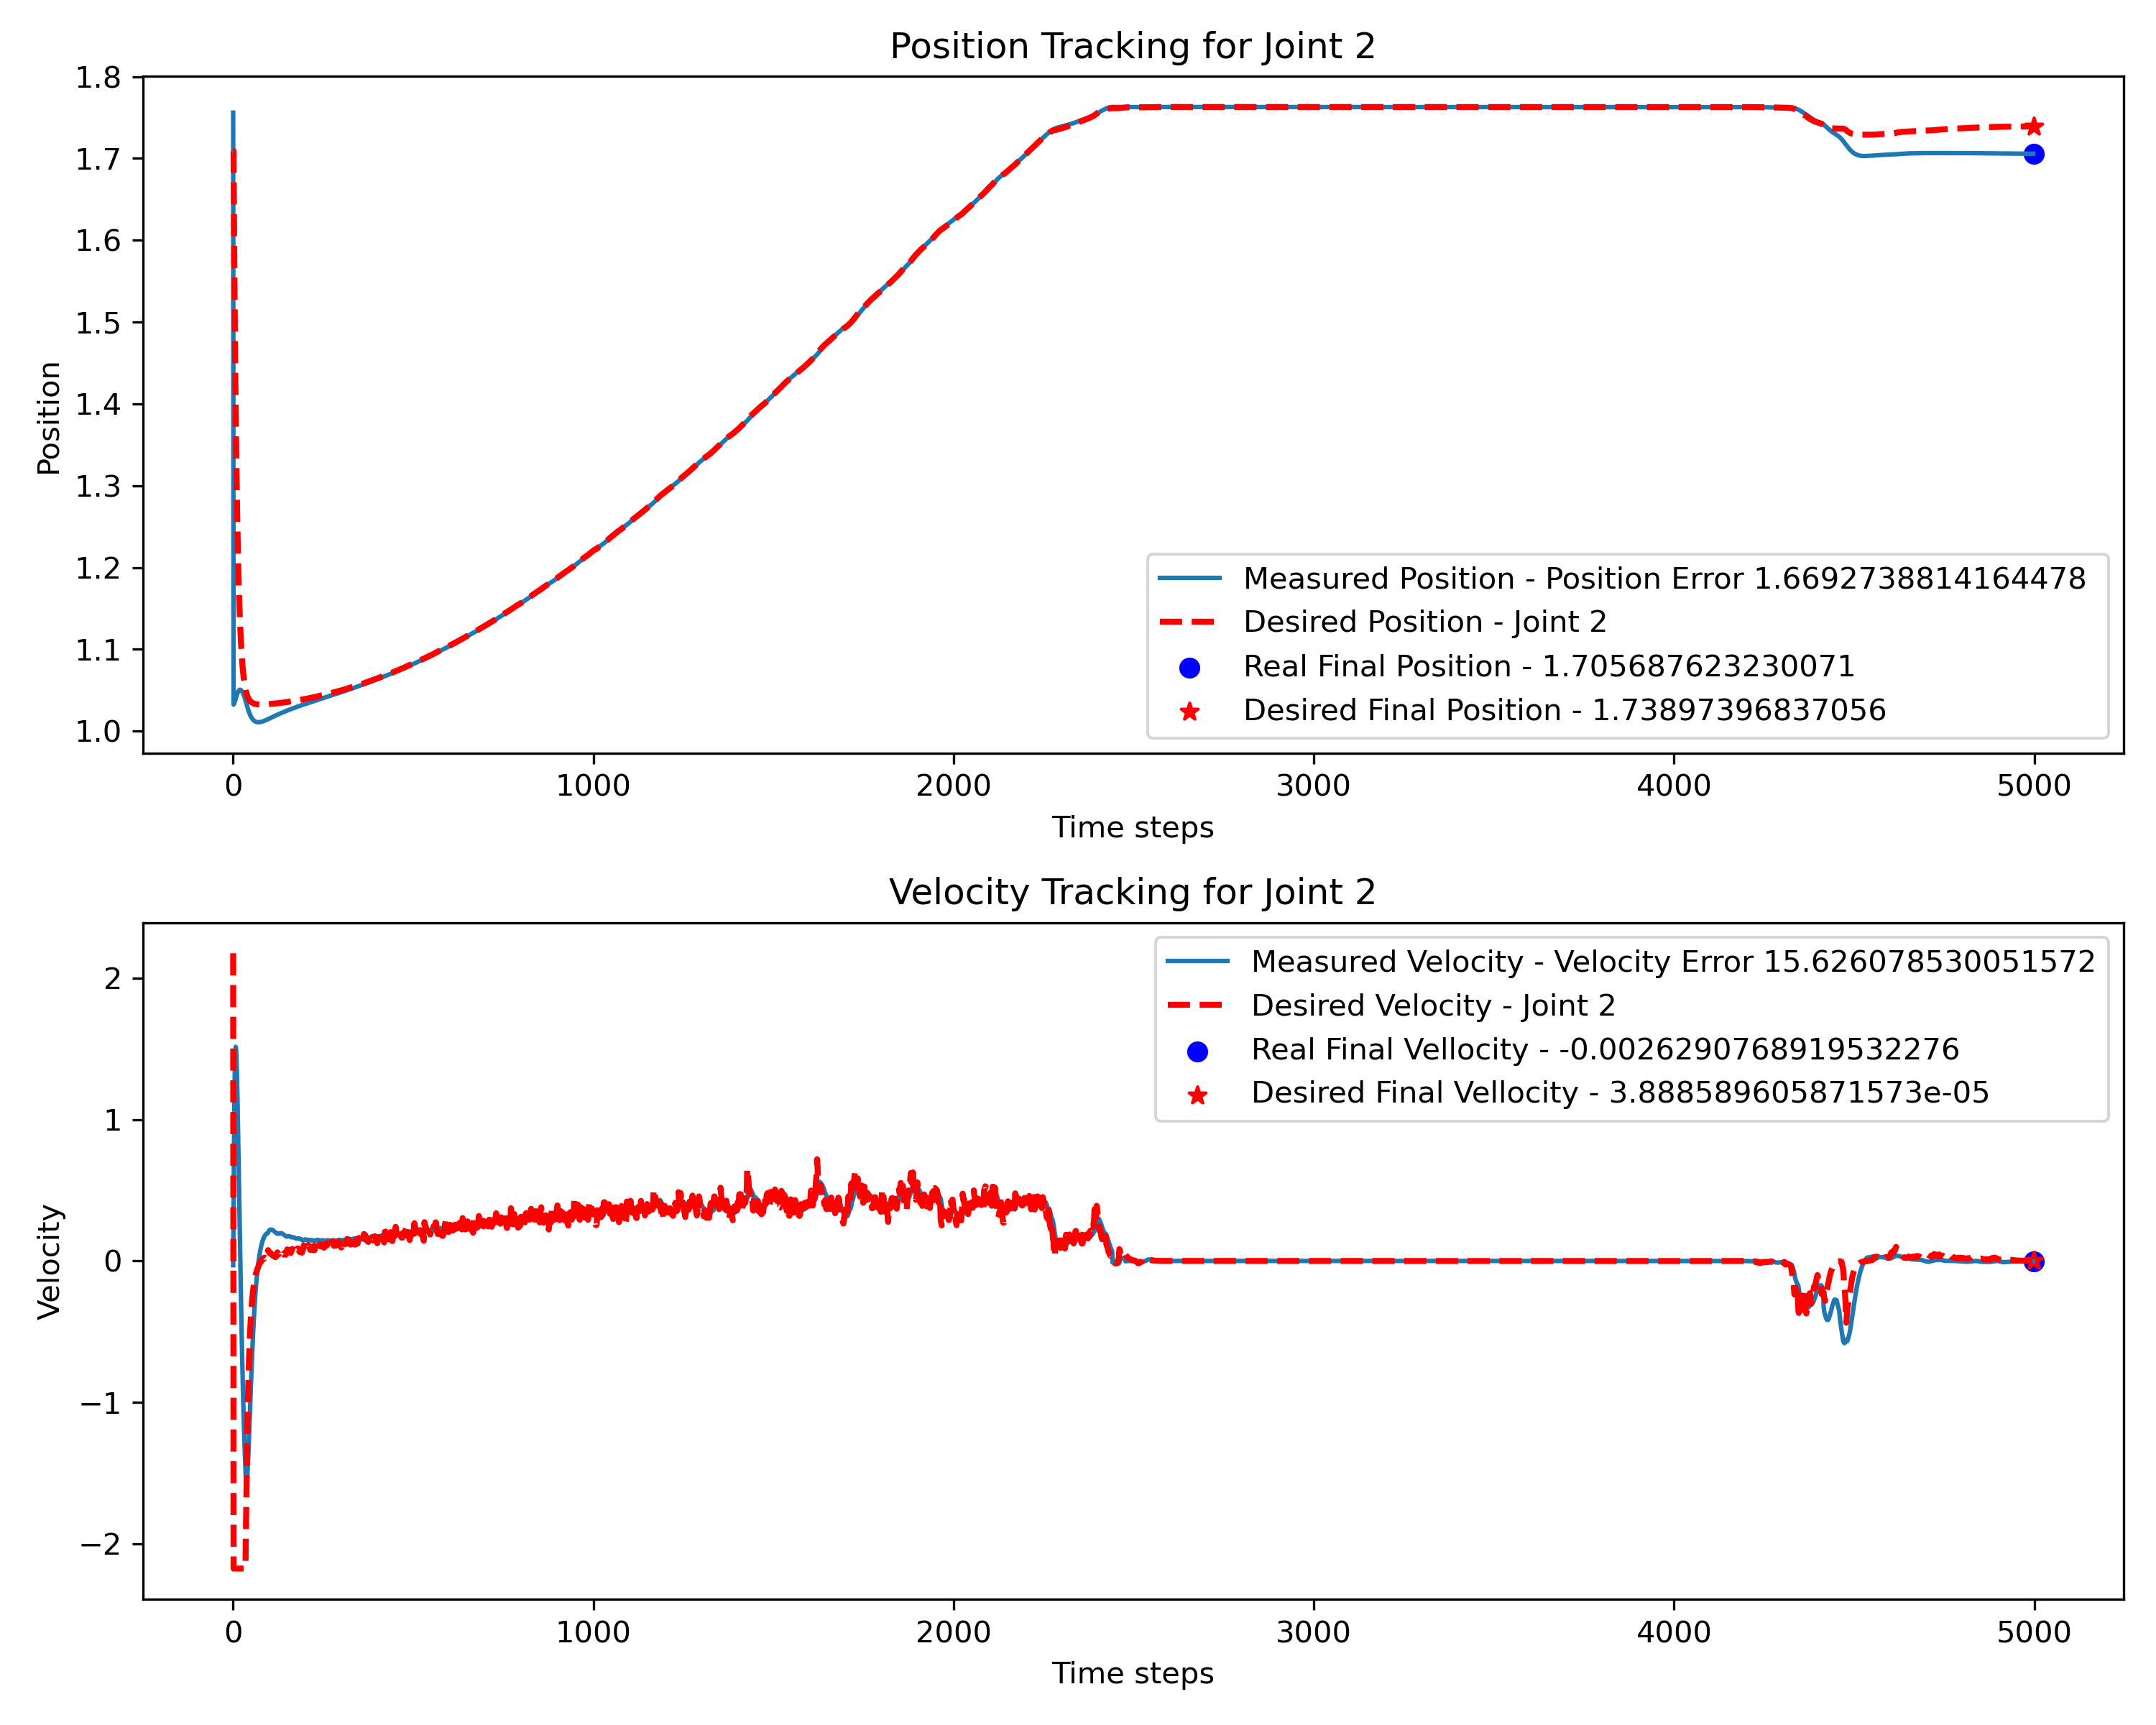 Position Tracking for Joint 2
1.8
1.7
1.6
1.5
1.4
1.3
1.2
1.1
1.0
Position
Measured Position - Position Error 1.6692738814164478
Desired Position - Joint 2
Real Final Position - 1.705687623230071
Desired Final Position - 1.73897396837056
0 1000 2000 3000 4000 5000
Time steps
Velocity Tracking for Joint 2
2
1
0
−1
−2
Velocity
Measured Velocity - Velocity Error 15.626078530051572
Desired Velocity - Joint 2
Real Final Vellocity - -0.0026290768919532276
Desired Final Vellocity - 3.888589605871573e-05
0 1000 2000 3000 4000 5000
Time steps